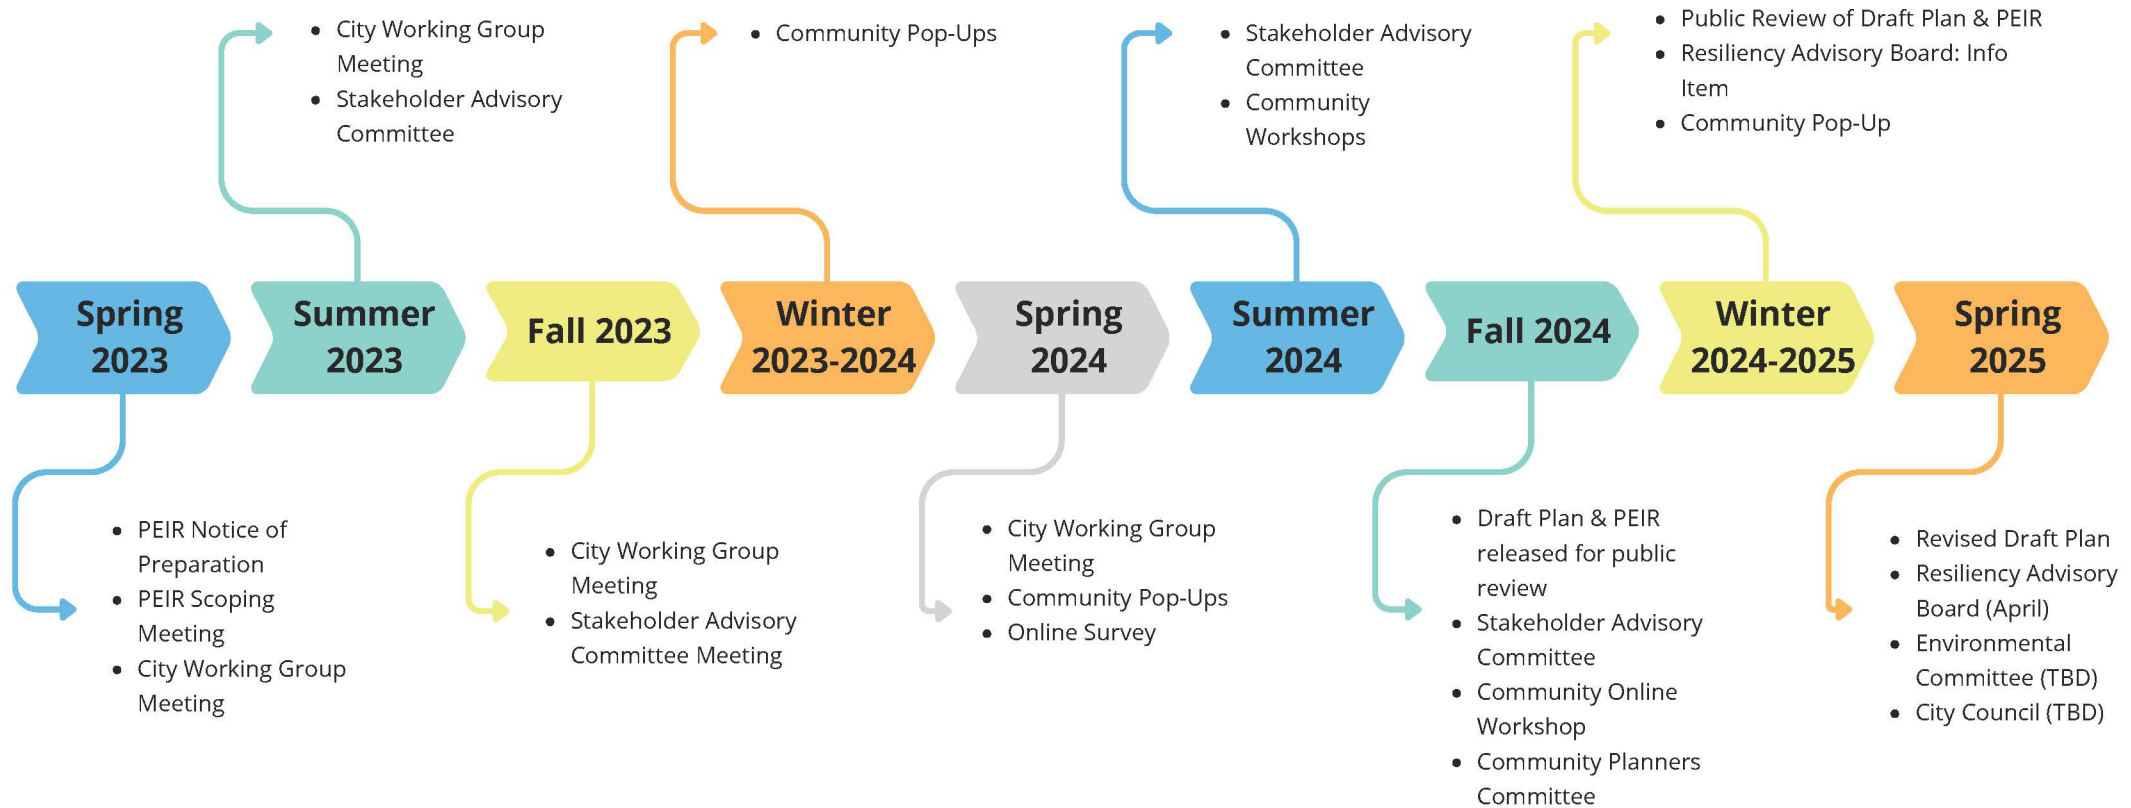 • City Working Group
Meeting
• Stakeholder Advisory
Committee
• Community Pop-Ups
• Stakeholder Advisory
Committee
• Community
Workshops
• Public Review of Draft Plan & PEIR
• Resiliency Advisory Board: Info
Item
• Community Pop-Up
Spring
2023
Summer
2023
Fall 2023
Winter
2023-2024
Spring
2024
Summer
2024
Fall 2024
Winter
2024-2025
Spring
2025
• PEIR Notice of
Preparation
• PEIR Scoping
Meeting
• City Working Group
Meeting
• City Working Group
Meeting
• Stakeholder Advisory
Committee Meeting
• City Working Group
Meeting
• Community Pop-Ups
• Online Survey
• Draft Plan & PEIR
released for public
review
• Stakeholder Advisory
Committee
• Community Online
Workshop
• Community Planners
Committee
• Revised Draft Plan
• Resiliency Advisory
Board (April)
• Environmental
Committee (TBD)
• City Council (TBD)